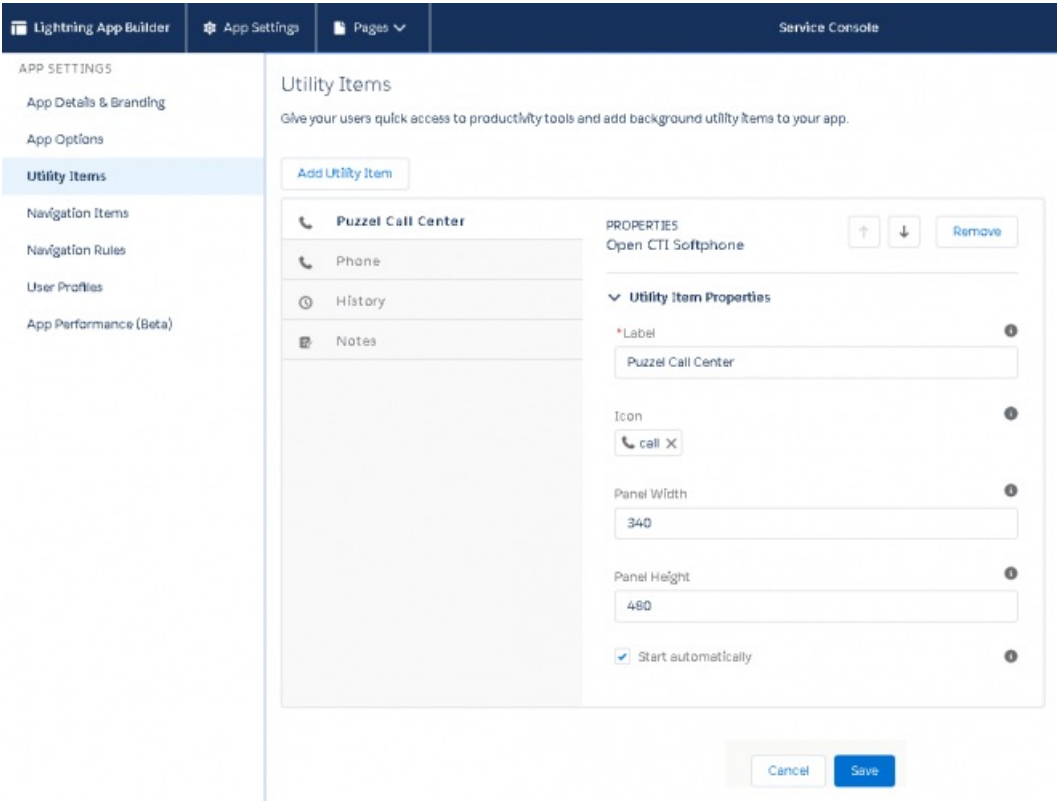 Lightning App Builder
App Settings
Pages
Service Console
APP SETTINGS
App Details & Branding
App Options
Utility Items
Navigation Items
Navigation Rules
User Profiles
App Performance (Beta)
Utility Items
Give your users quick access to productivity tools and add background utility items to your app.
Add Utility Item
Puzzel Call Center
Phone
History
Notes
PROPERTIES
Open CTI Softphone
Remove
Utility Item Properties
*Label
Puzzel Call Center
Icon
call
Panel Width
340
Panel Height
480
Start automatically
Cancel
Save